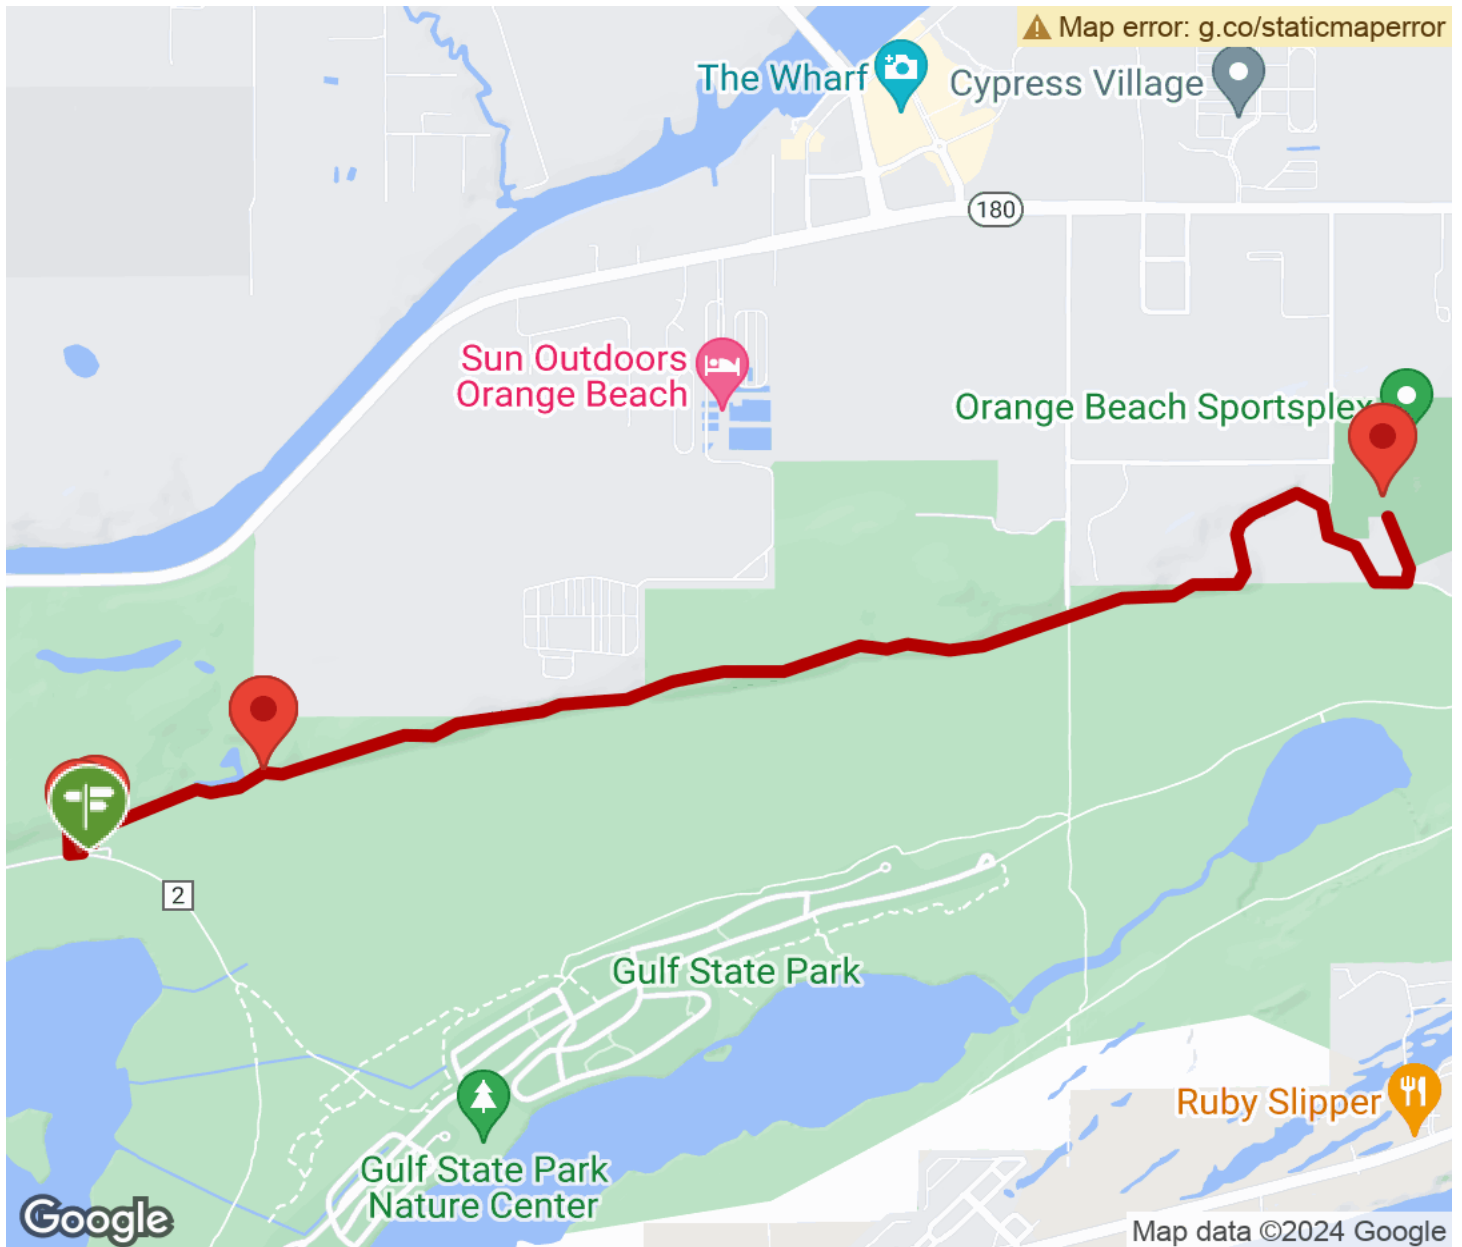 Map error: g.co/staticmaperror
The Wharf
Cypress Village
180
Sun Outdoors
Orange Beach
Orange Beach Sportsplex
2
Gulf State Park
Ruby Slipper
Gulf State Park
Nature Center
Google
Map data ©2024 Google